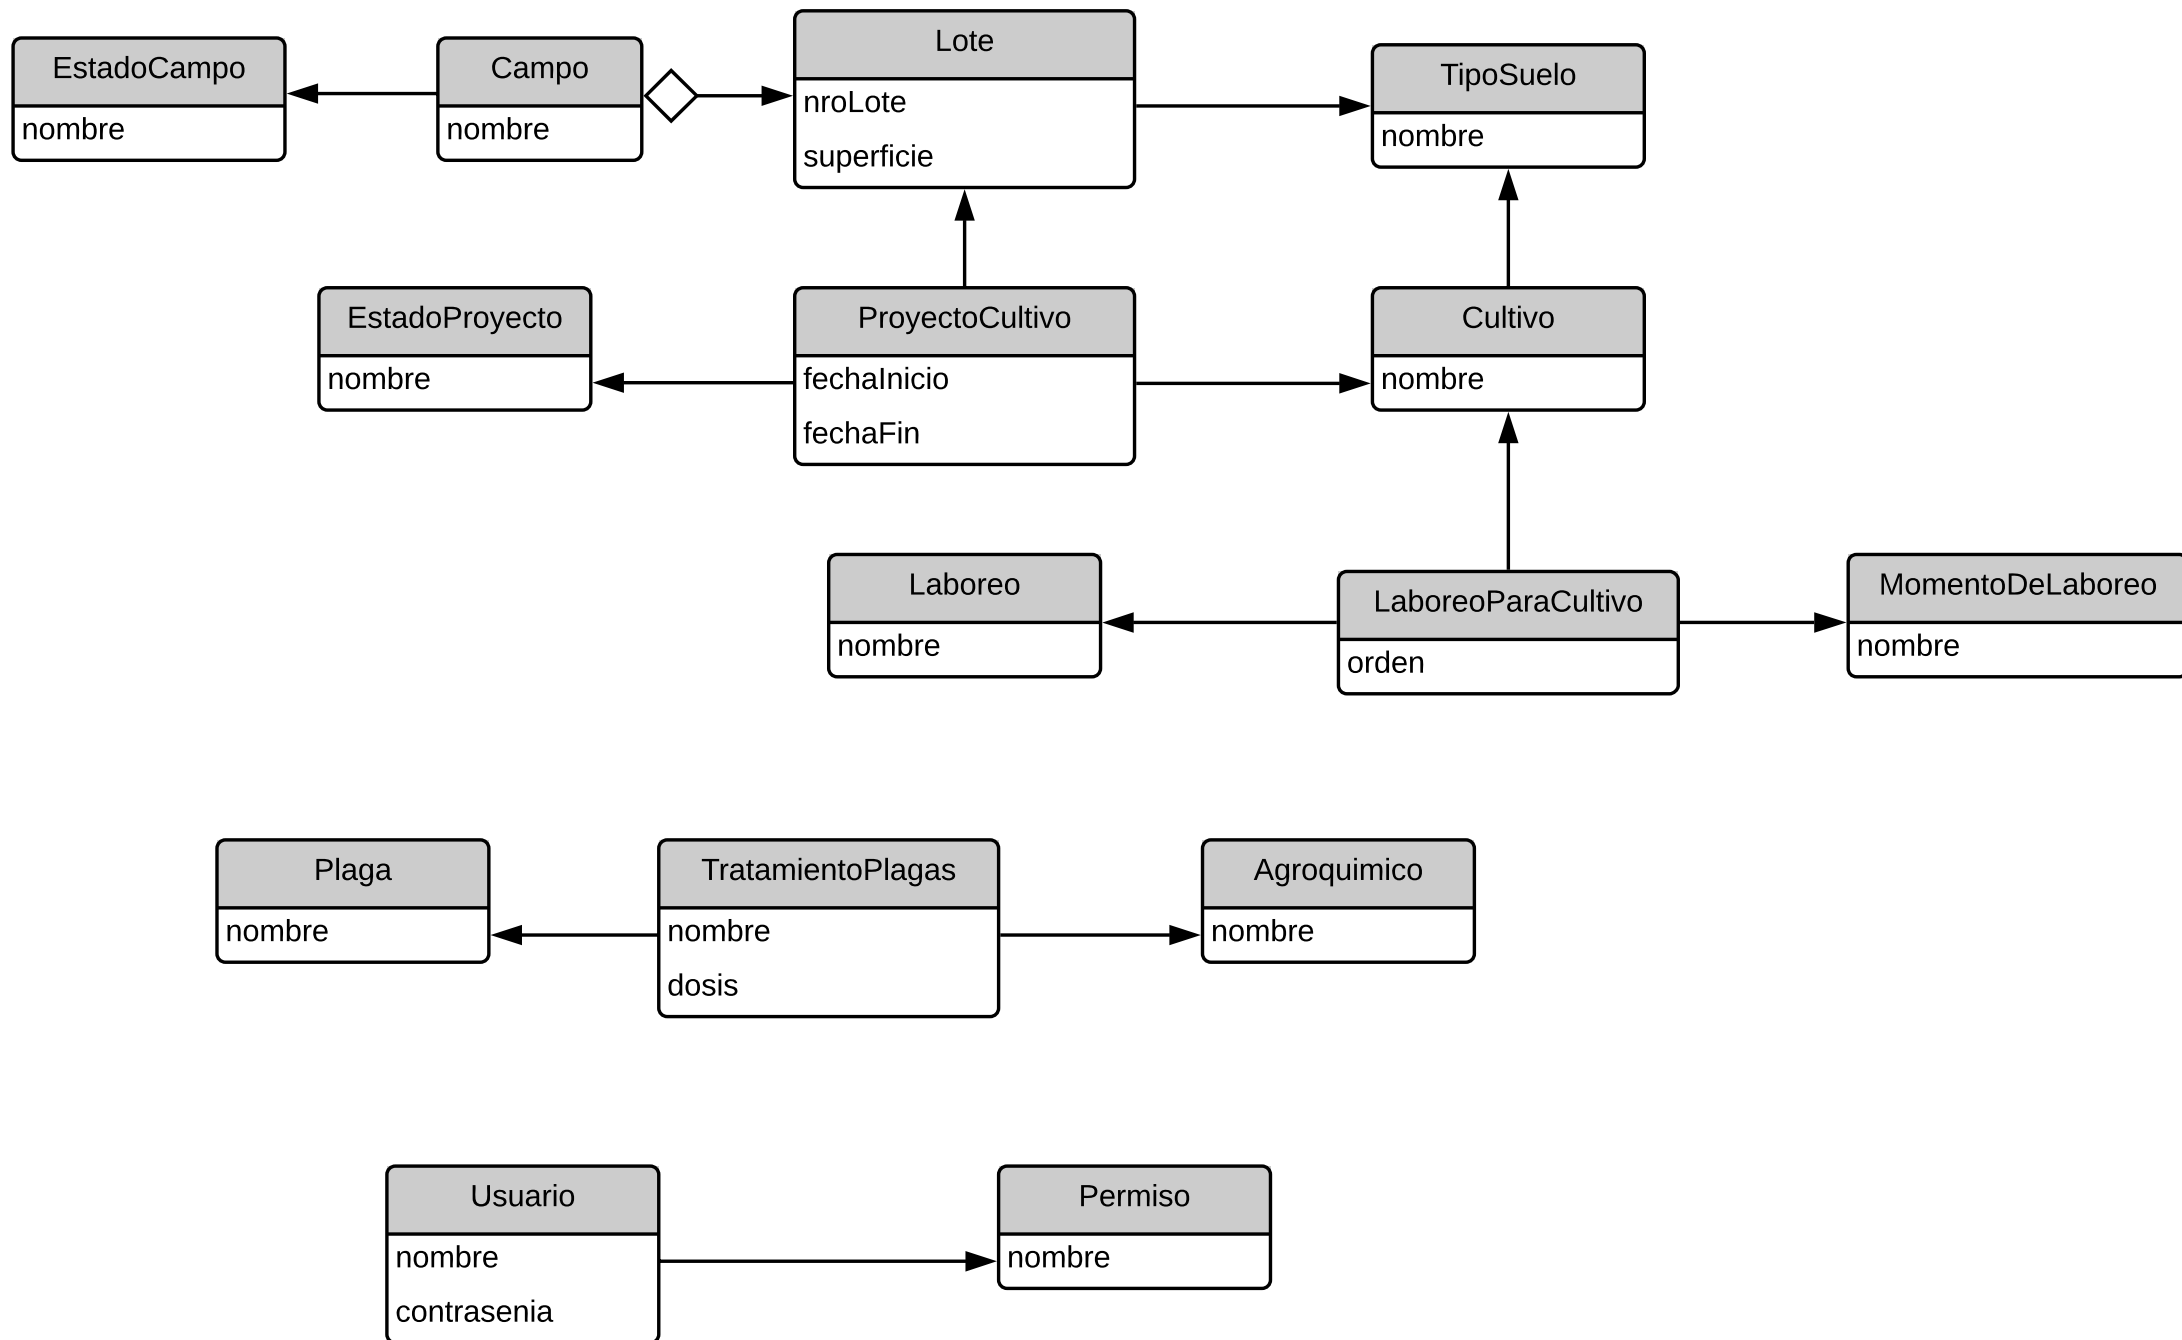 EstadoCampo
nombre
Campo
nombre
Lote
nroLote
superficie
TipoSuelo
nombre
EstadoProyecto
nombre
ProyectoCultivo
fechaInicio
fechaFin
Cultivo
nombre
Laboreo
nombre
LaboreoParaCultivo
orden
MomentoDeLaboreo
nombre
Plaga
nombre
TratamientoPlagas
nombre
dosis
Agroquimico
nombre
Usuario
nombre
contrasenia
Permiso
nombre